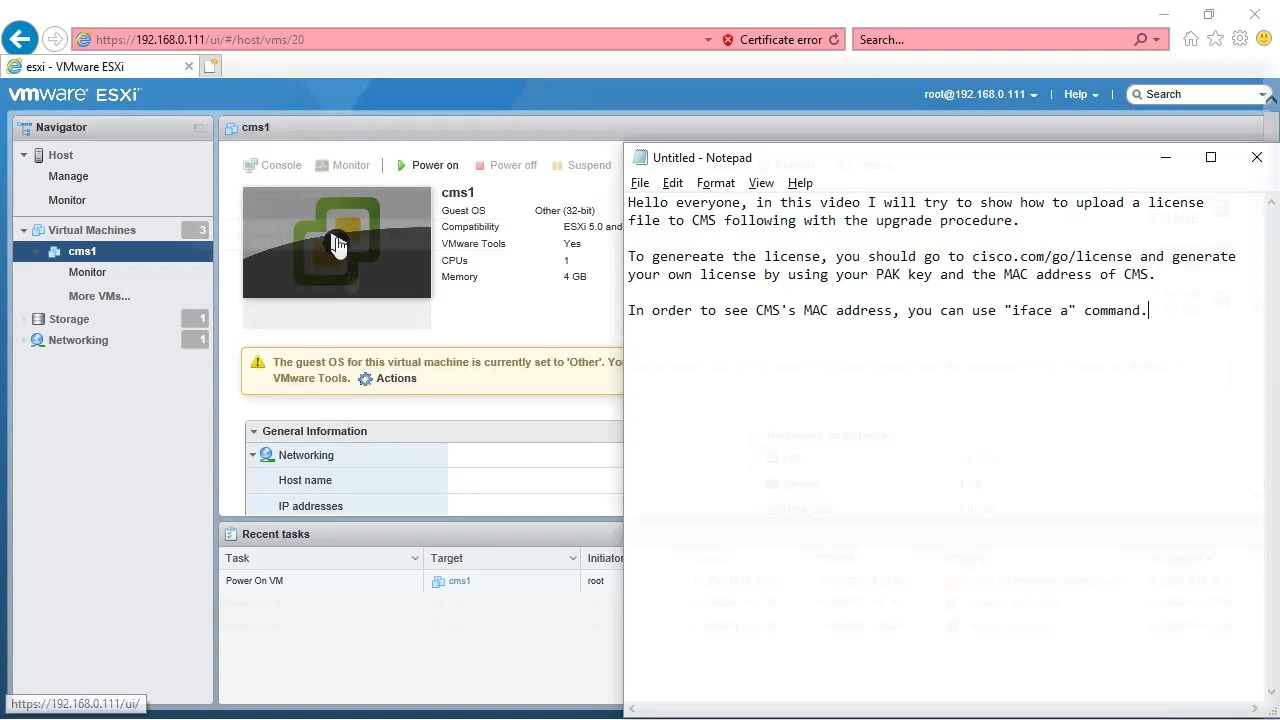 https://192.168.0.111/ui/#/host/vms/20
Certificate error
Search...
esxi - VMware ESXi
vmware ESXi
root@192.168.0.111
Help
Search
Navigator
Host
Manage
Monitor
Virtual Machines
3
cms1
Monitor
More VMs...
Storage
1
Networking
1
cms1
Console
Monitor
Power on
Power off
Suspend
cms1
Guest OS
Other (32-bit)
Compatibility
ESXi 5.0 and
VMware Tools
Yes
CPUs
1
Memory
4 GB
The guest OS for this virtual machine is currently set to 'Other'. Yo
VMware Tools.
Actions
General Information
Networking
Host name
IP addresses
Recent tasks
Task
Target
Initiator
Power On VM
cms1
root
Untitled - Notepad
File Edit Format View Help
Hello everyone, in this video I will try to show how to upload a license
file to CMS following with the upgrade procedure.
To genereate the license, you should go to cisco.com/go/license and generate
your own license by using your PAK key and the MAC address of CMS.
In order to see CMS's MAC address, you can use "iface a" command.
https://192.168.0.111/ui/